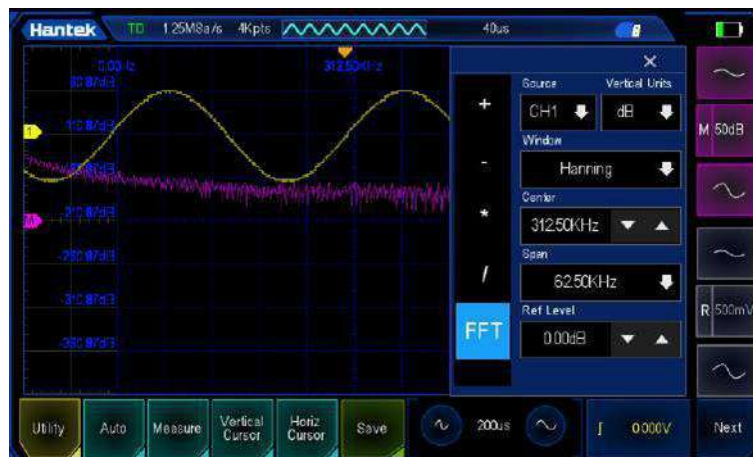 Hantek TD 1.25MSa/s 4Kpts 40us
0.00Hz 312.50KHz
×
Source Vertical Units
+
CH1 dB
M 50dB
Window
1
-
Hanning
Center
*
312.50KHz
M
Span
/
62.50KHz
Ref Level
R 500mV
FFT
0.00dB
Utility Auto Measure Vertical Cursor Horiz Cursor Save 200us 0.000V Next